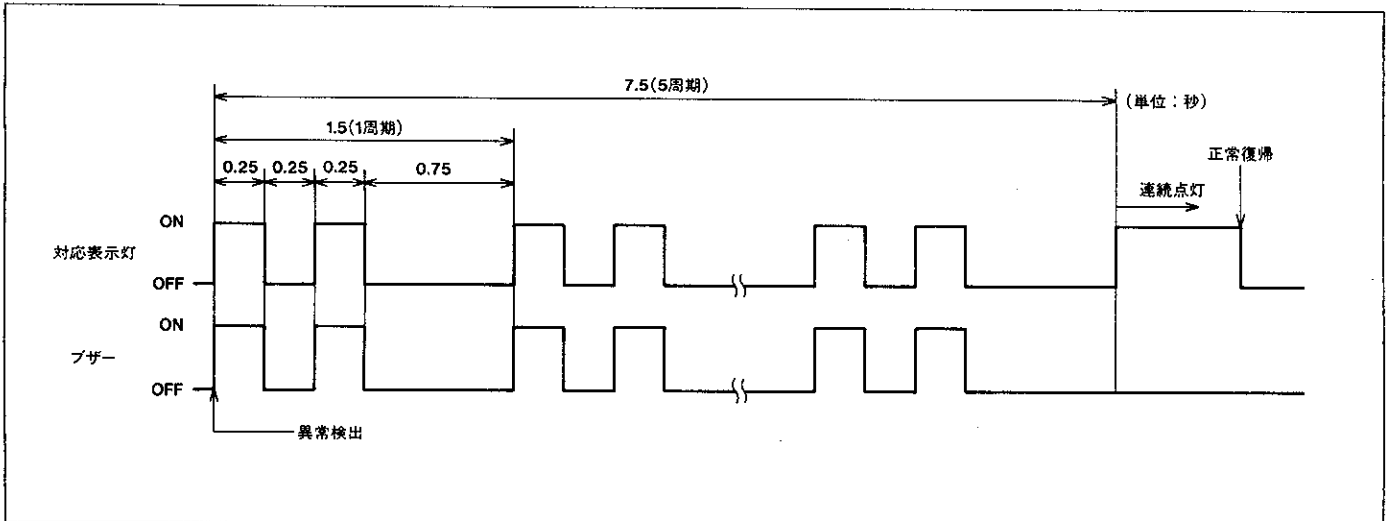 7.5(5周期)
(単位：秒)
1.5(1周期)
正常復帰
0.25 0.25 0.25 0.75
連続点灯
ON
対応表示灯
OFF
ON
ブザー
OFF
異常検出